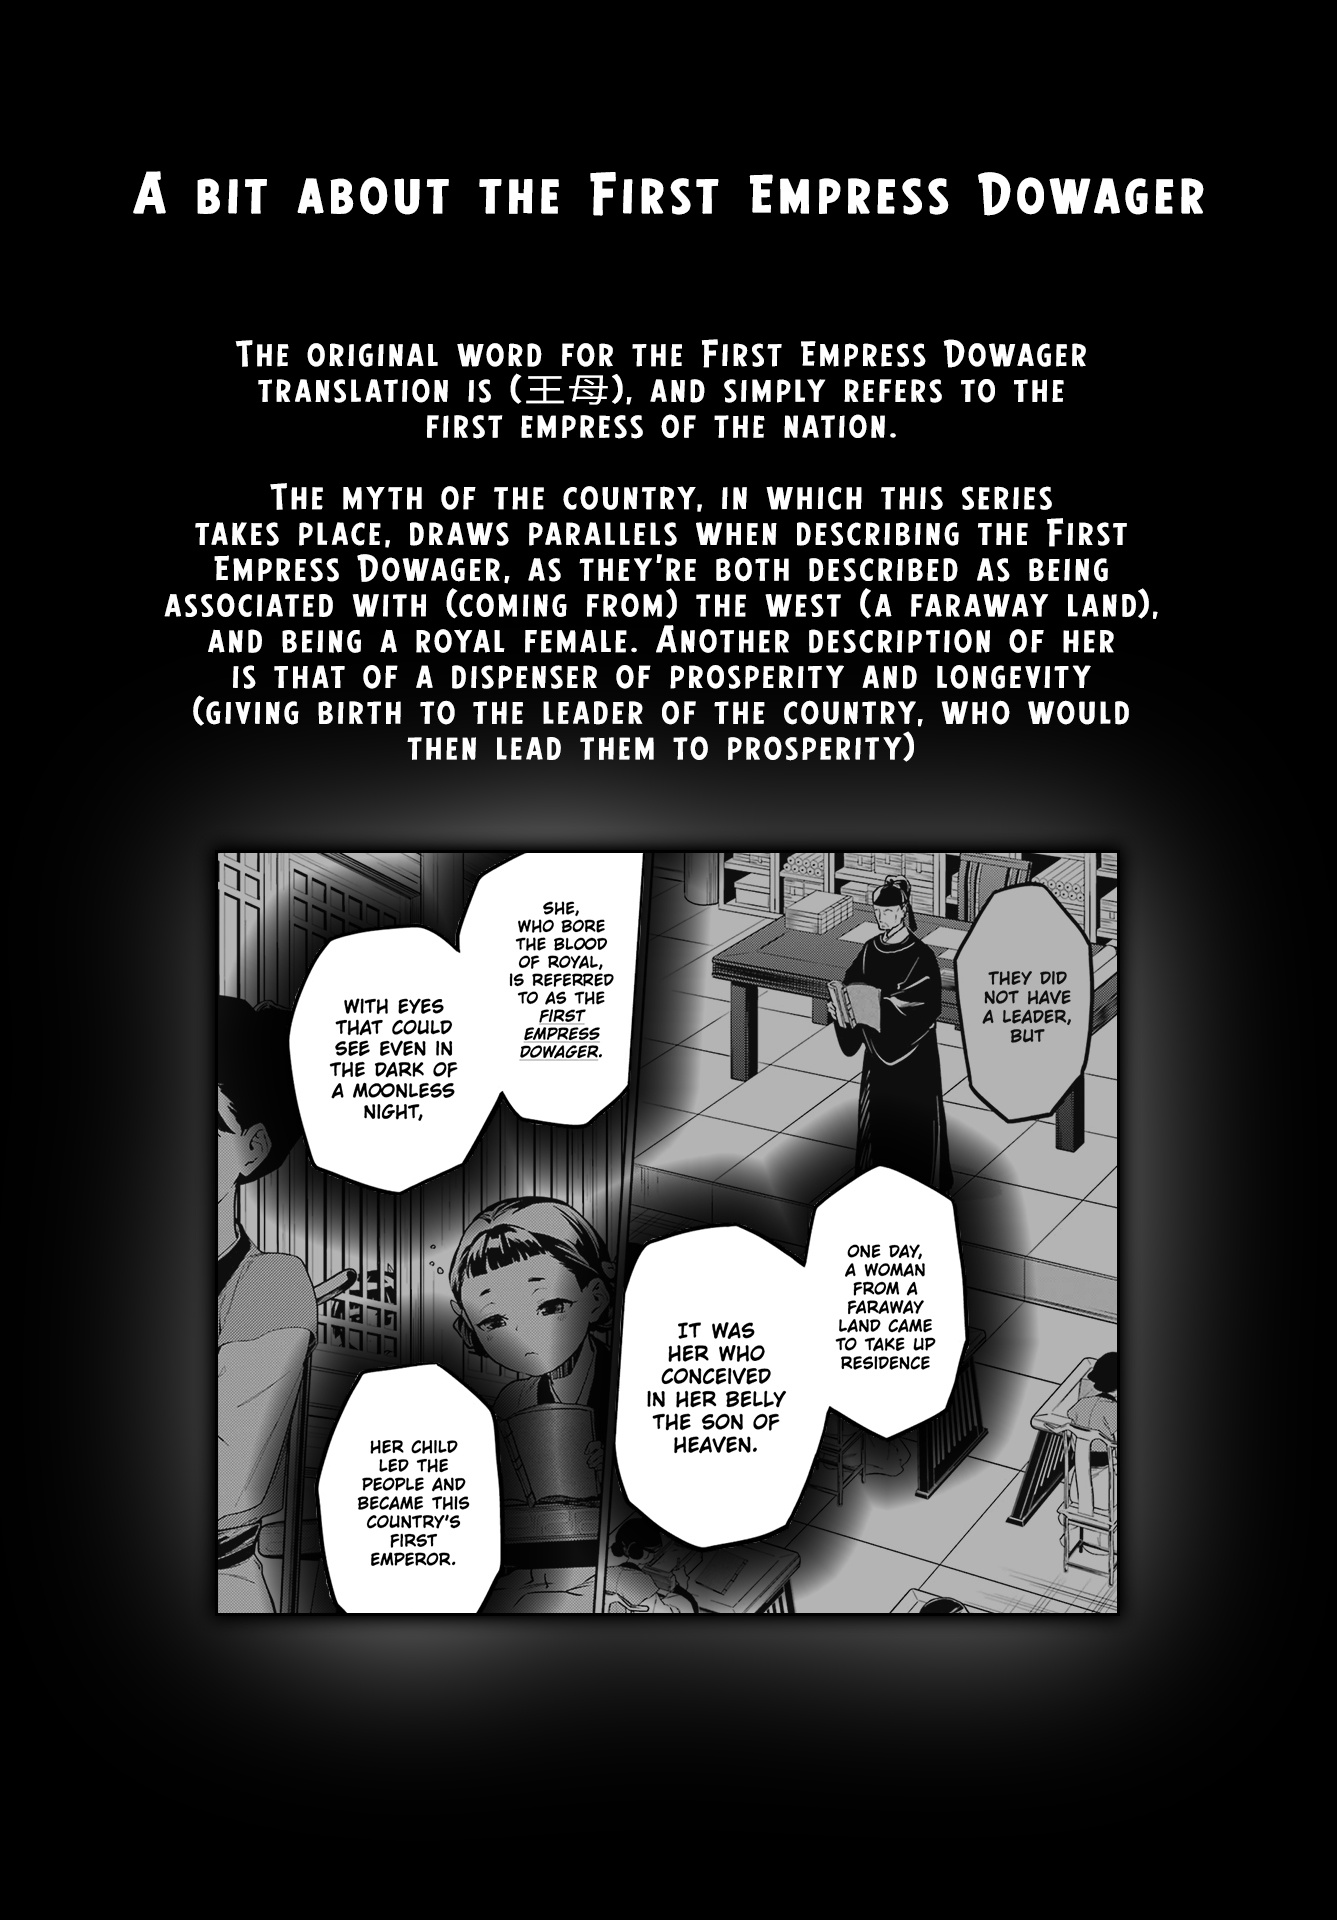 A bit about the First Empress Dowager
The original word for the First Empress Dowager
translation is (王母), and simply refers to the
first empress of the nation.
The myth of the country, in which this series
takes place, draws parallels when describing the First
Empress Dowager, as they're both described as being
associated with (coming from) the west (a faraway land),
and being a royal female. Another description of her
is that of a dispenser of prosperity and longevity
(giving birth to the leader of the country, who would
then lead them to prosperity)
THEY DID
NOT HAVE
A LEADER,
BUT
ONE DAY,
A WOMAN
FROM A
FARAWAY
LAND CAME
TO TAKE UP
RESIDENCE
IT WAS
HER WHO
CONCEIVED
IN HER BELLY
THE SON OF
HEAVEN.
SHE,
WHO BORE
THE BLOOD
OF ROYAL,
IS REFERRED
TO AS THE
FIRST
EMPRESS
DOWAGER.
WITH EYES
THAT COULD
SEE EVEN IN
THE DARK OF
A MOONLESS
NIGHT,
HER CHILD
LED THE
PEOPLE AND
BECAME THIS
COUNTRY'S
FIRST
EMPEROR.